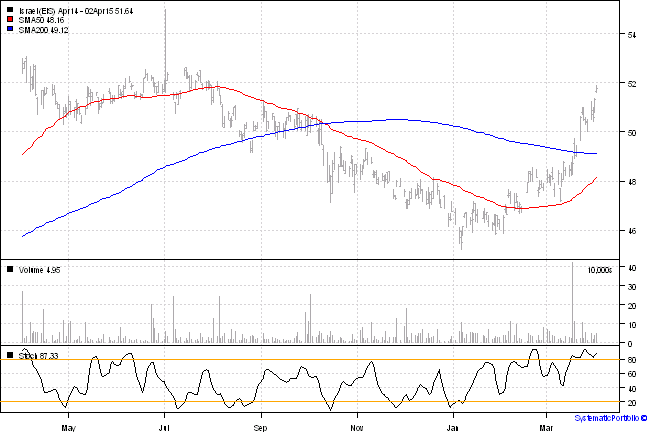 Israel (EIS) Apr14 - 02Apr15 51.64
SMA50 48.16
SMA200 49.12
54
52
50
48
46
Volume 4.95
10,000s
40
30
20
10
0
Stoch 87.33
80
60
40
20
May
Jul
Sep
Nov
Jan
Mar
SystematicPortfolio ©